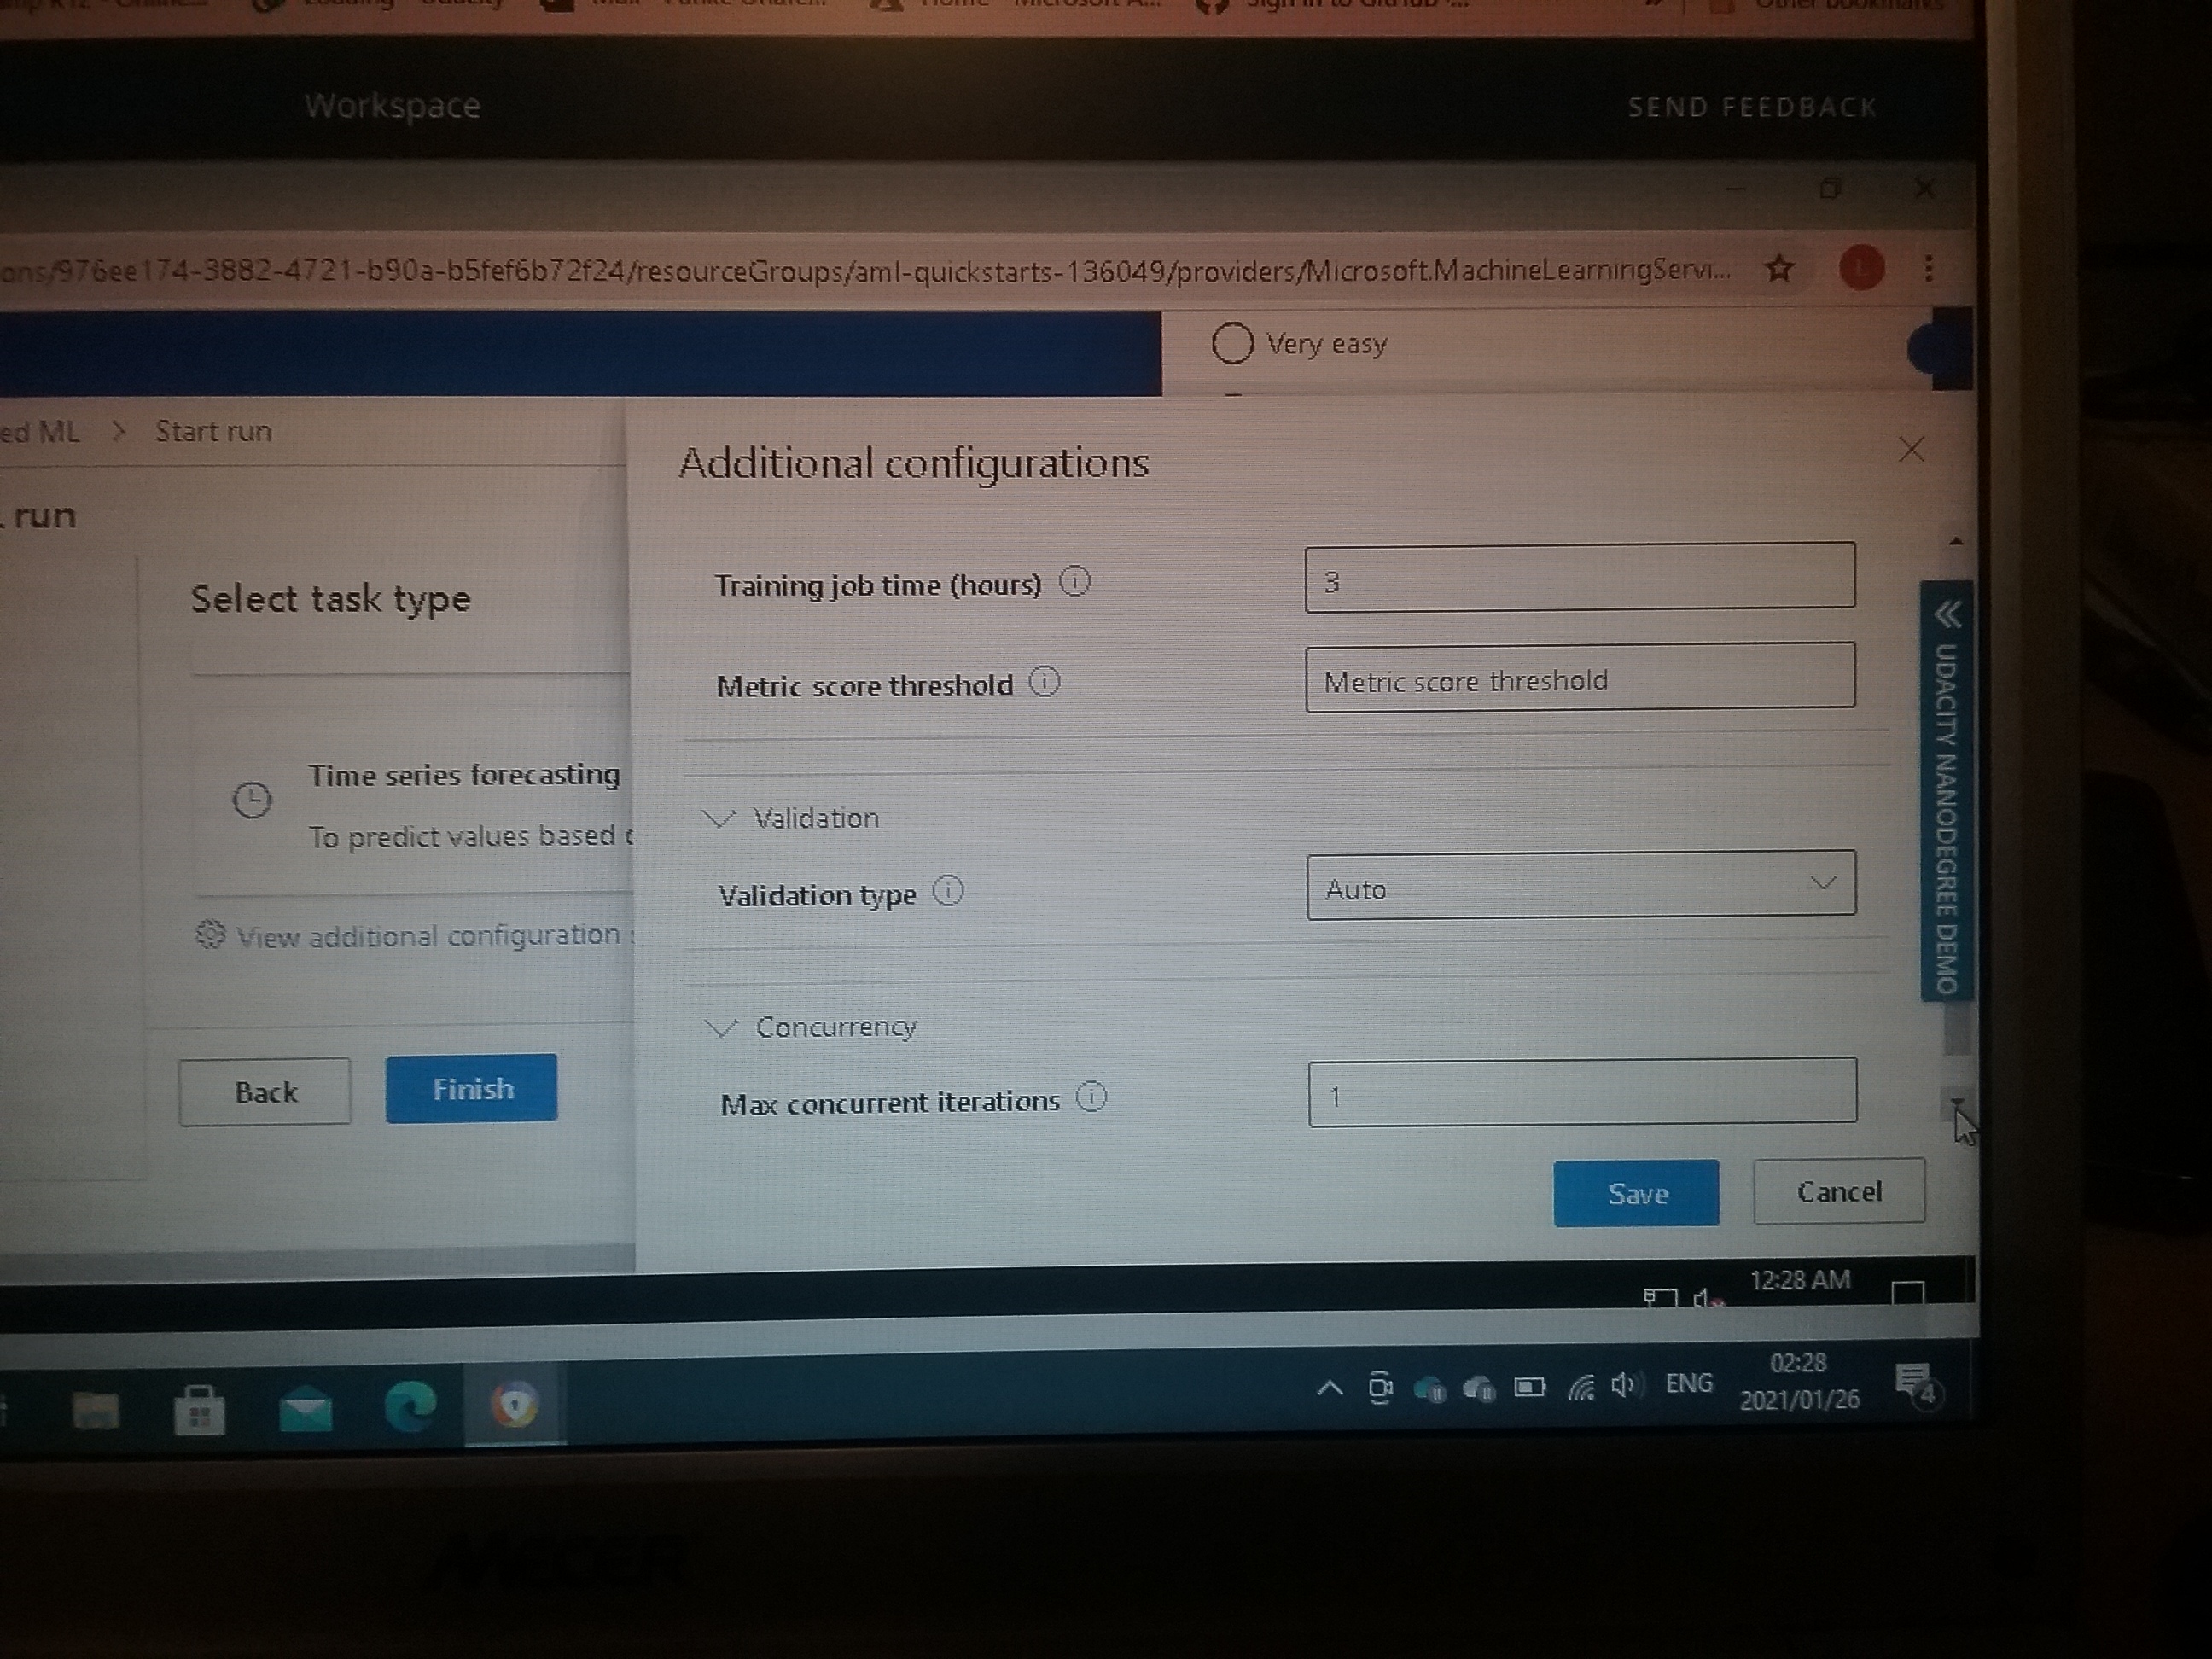 Other bookmarks
Workspace
SEND FEEDBACK
ons/976ee174-3882-4721-b90a-b5fef6b72f24/resourceGroups/aml-quickstarts-136049/providers/Microsoft.MachineLearningServi...
Very easy
ed ML > Start run
run
Select task type
Time series forecasting
To predict values based
View additional configuration
Back
Finish
Additional configurations
Training job time (hours)
3
Metric score threshold
Metric score threshold
Validation
Validation type
Auto
Concurrency
Max concurrent iterations
1
Save
Cancel
UDACITY NANODEGREE DEMO
12:28 AM
ENG
02:28
2021/01/26
4